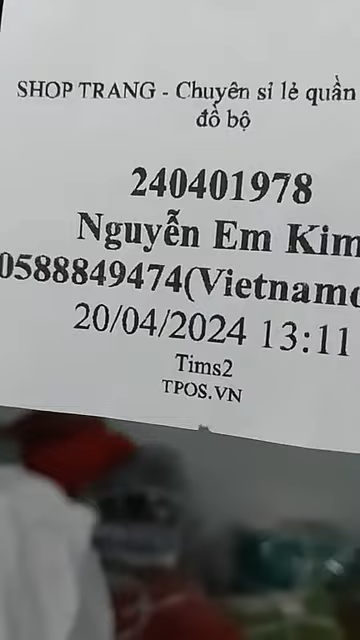 SHOP TRANG - Chuyên sỉ lẻ quần
đồ bộ
240401978
Nguyễn Em Kim
0588849474(Vietnamo
20/04/2024 13:11
Tims2
TPOS.VN